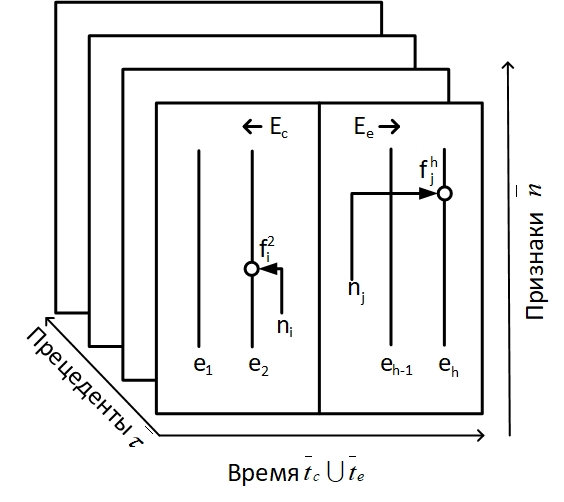 ← E_c E_e →
f_j^h
f_i^2
n_j
n_i
e_1 e_2 e_{h-1} e_h
Прецеденты τ
Признаки n̄
Время t̄_c ∪ t̄_e